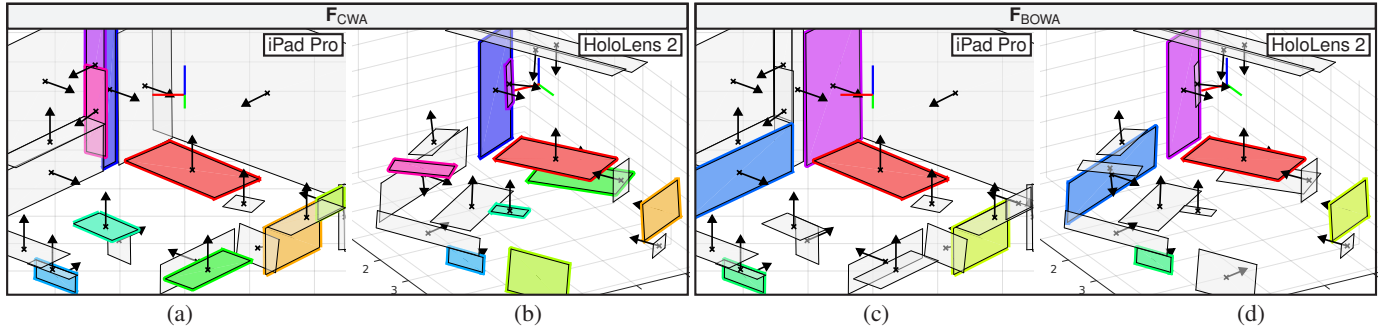 F_CWA F_BOWA
iPad Pro HoloLens 2 iPad Pro HoloLens 2
2 2
3 3
(a) (b) (c) (d)